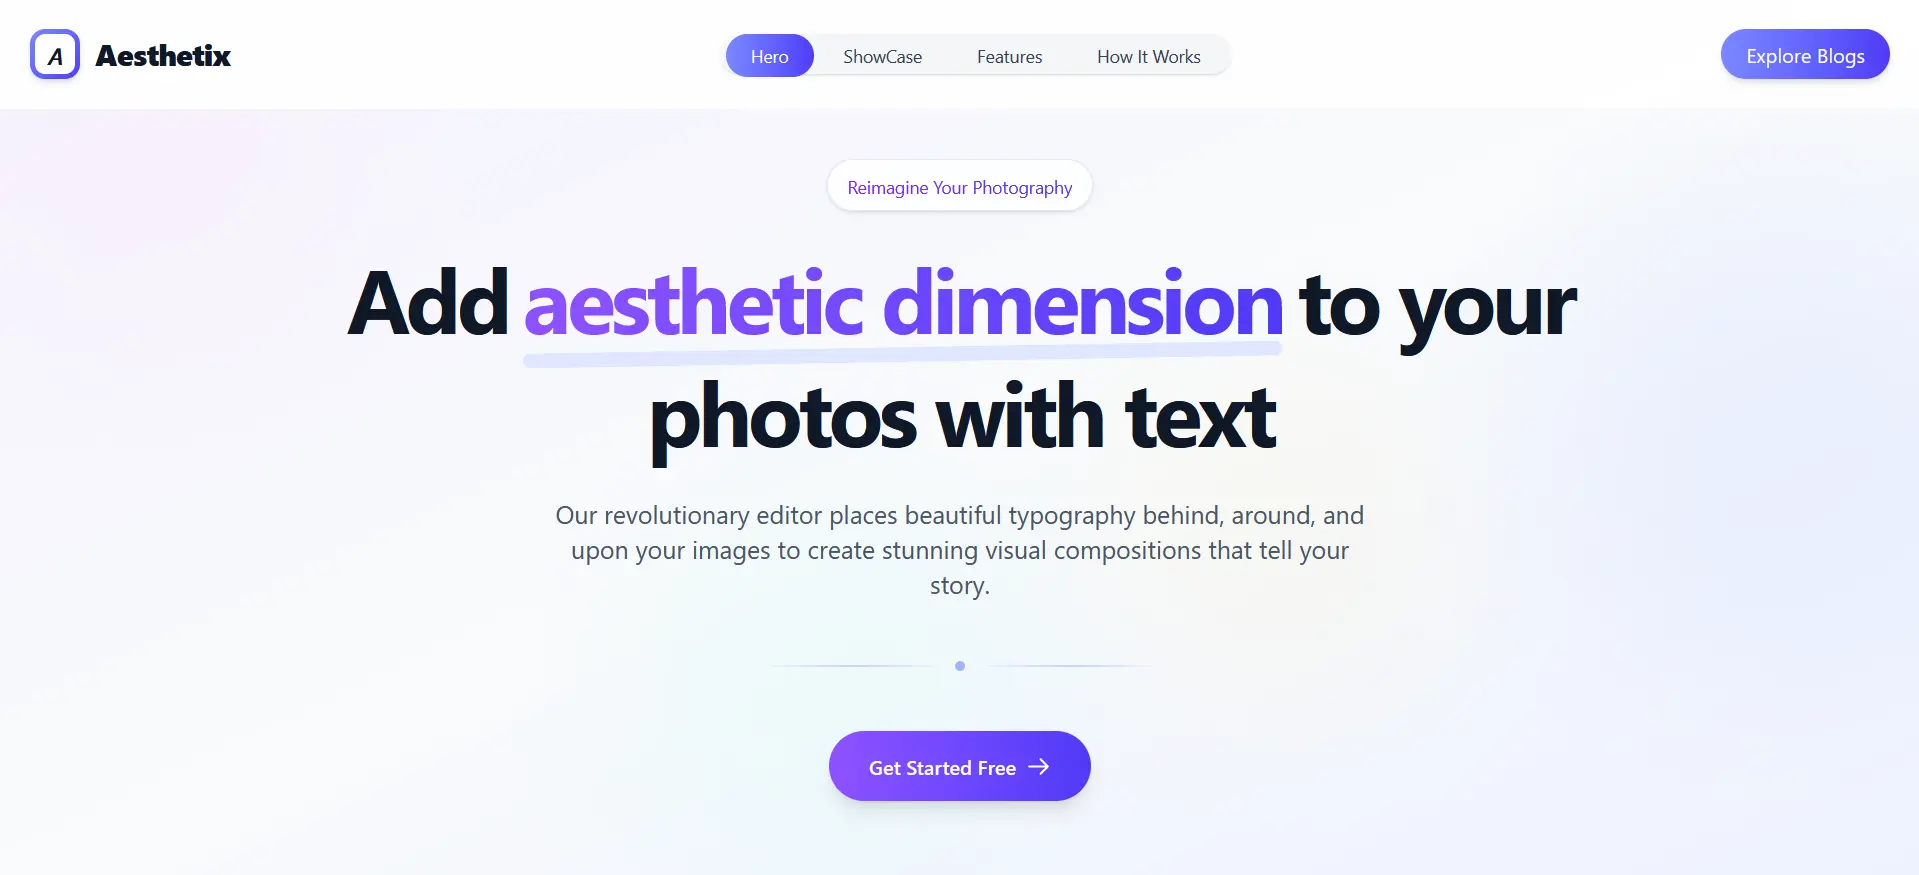 A Aesthetix
Hero ShowCase Features How It Works
Explore Blogs
Reimagine Your Photography
Add aesthetic dimension to your
photos with text
Our revolutionary editor places beautiful typography behind, around, and
upon your images to create stunning visual compositions that tell your
story.
Get Started Free →